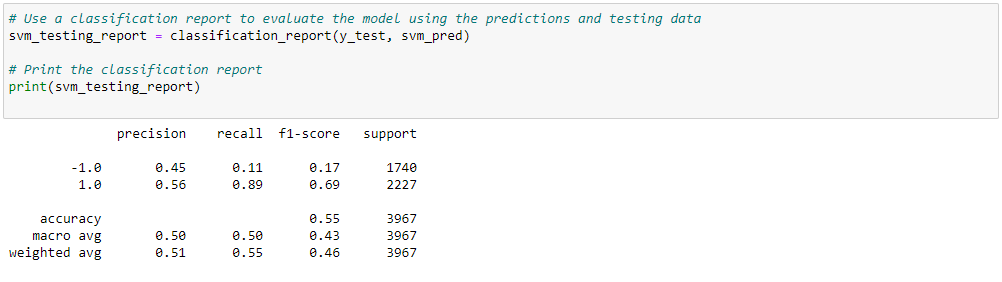 # Use a classification report to evaluate the model using the predictions and testing data
svm_testing_report = classification_report(y_test, svm_pred)
# Print the classification report
print(svm_testing_report)
precision recall f1-score support
-1.0 0.45 0.11 0.17 1740
1.0 0.56 0.89 0.69 2227
accuracy 0.55 3967
macro avg 0.50 0.50 0.43 3967
weighted avg 0.51 0.55 0.46 3967